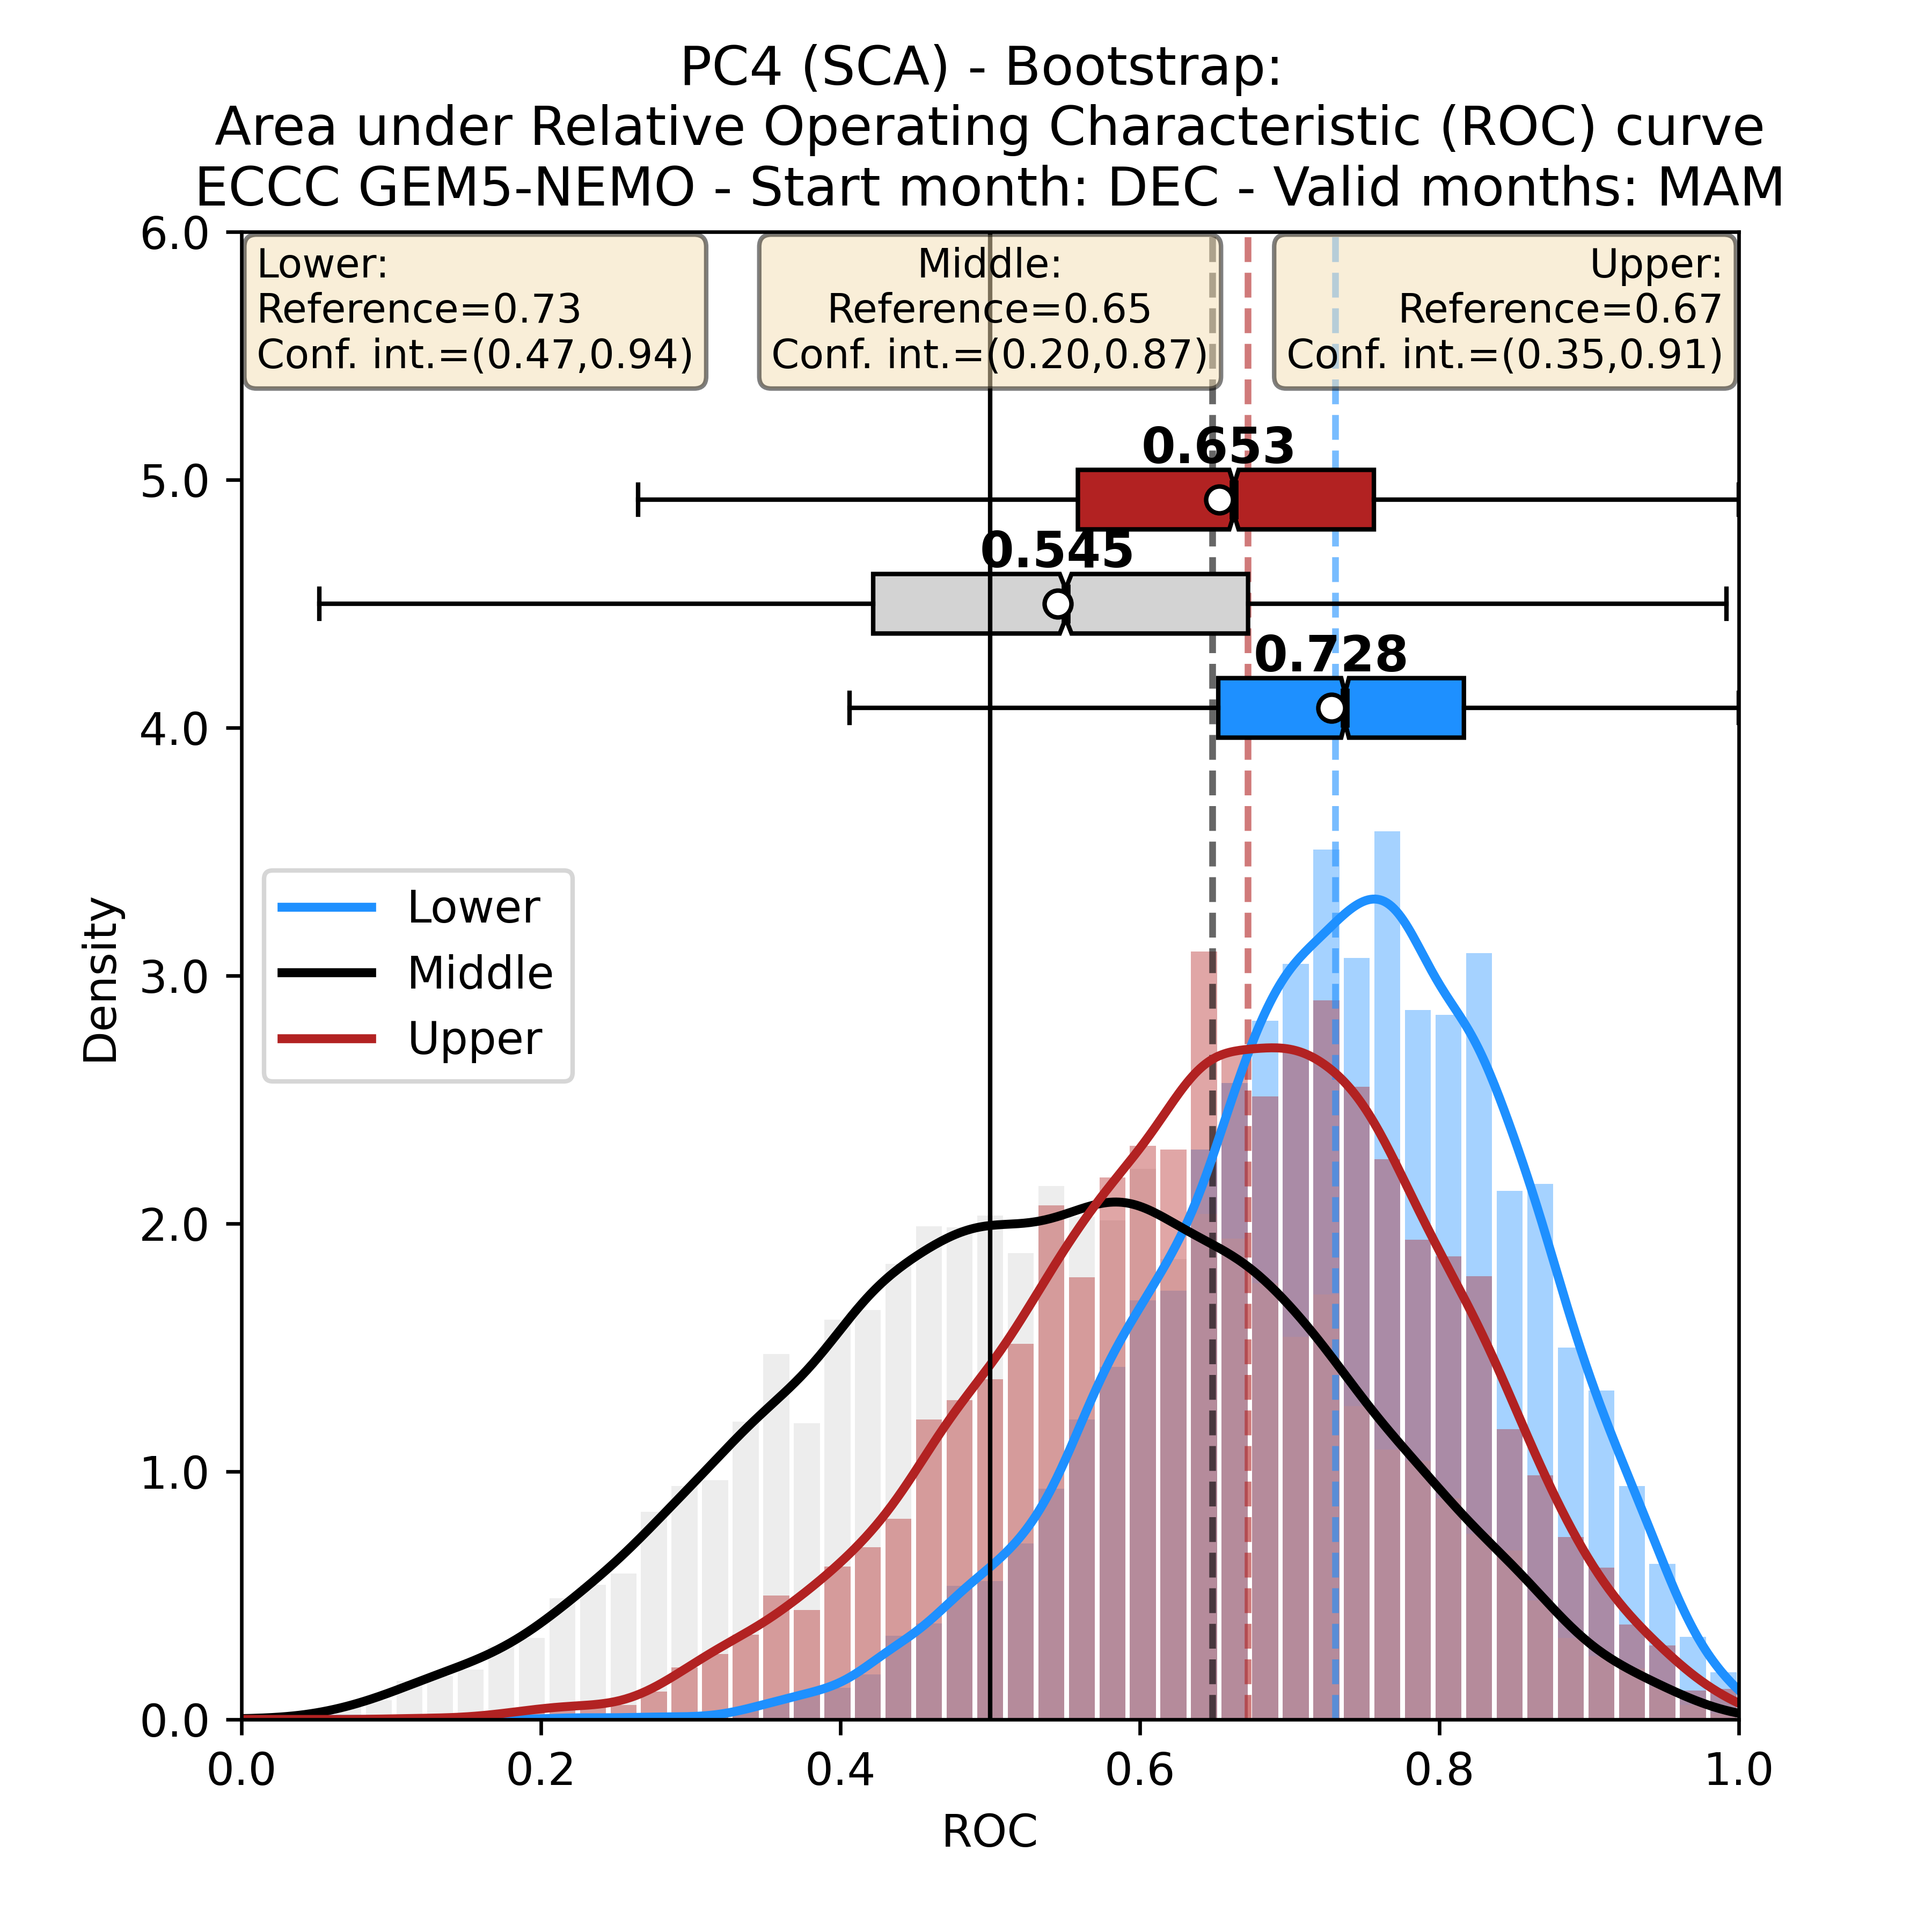 PC4 (SCA) - Bootstrap:
Area under Relative Operating Characteristic (ROC) curve
ECCC GEM5-NEMO - Start month: DEC - Valid months: MAM
Lower:
Reference=0.73
Conf. int.=(0.47,0.94)
Middle:
Reference=0.65
Conf. int.=(0.20,0.87)
Upper:
Reference=0.67
Conf. int.=(0.35,0.91)
0.653
0.545
0.728
6.0
5.0
4.0
3.0
2.0
1.0
0.0
Density
Lower
Middle
Upper
0.0
0.2
0.4
0.6
0.8
1.0
ROC